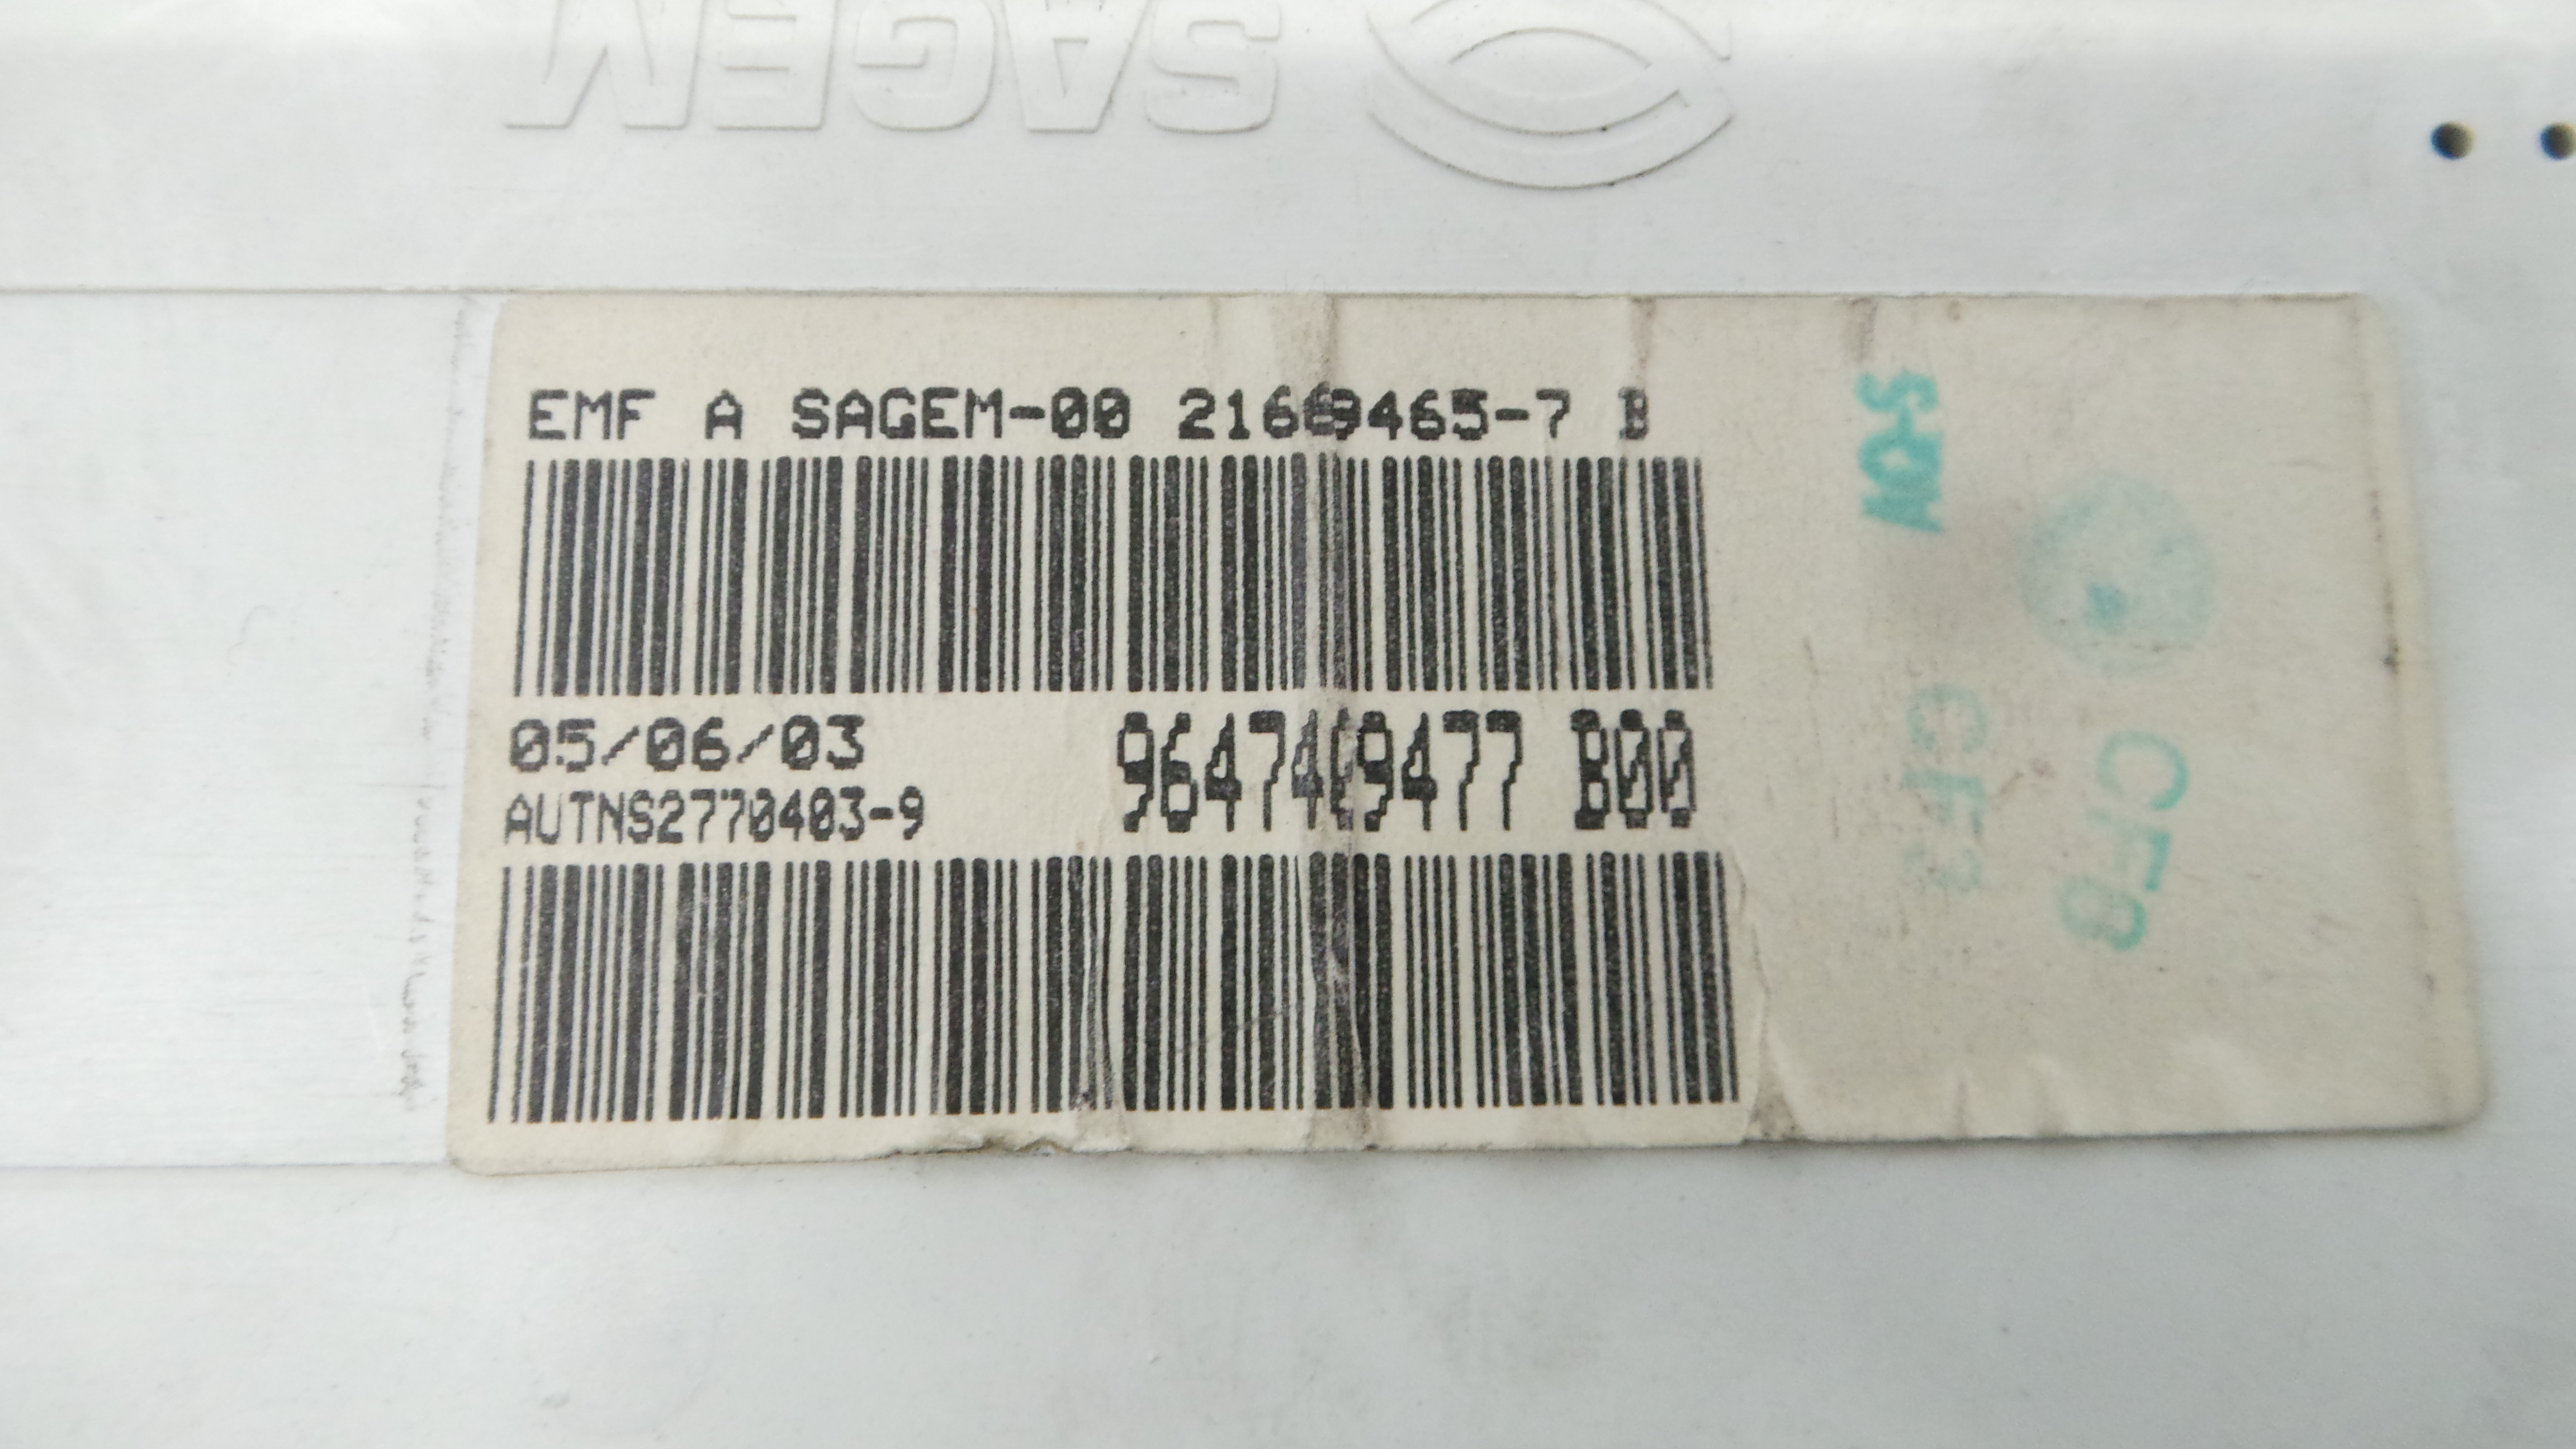 SAGEM
EMF A SAGEM-00 21669465-7 B
05/06/03
9647409477 B00
AUTNS2770403-9
CF8